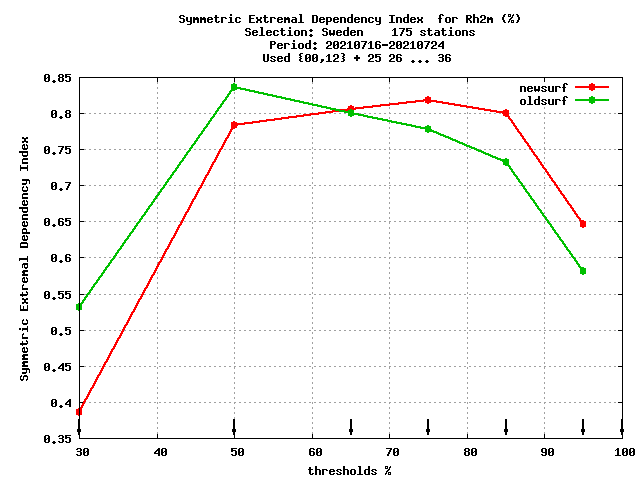 Symmetric Extremal Dependency Index  for Rh2m (%)
Selection: Sweden    175 stations
Period: 20210716-20210724
Used {00,12} + 25 26 ... 36
newsurf
oldsurf
0.85
0.8
0.75
0.7
0.65
0.6
0.55
0.5
0.45
0.4
0.35
Symmetric Extremal Dependency Index
30 40 50 60 70 80 90 100
thresholds %